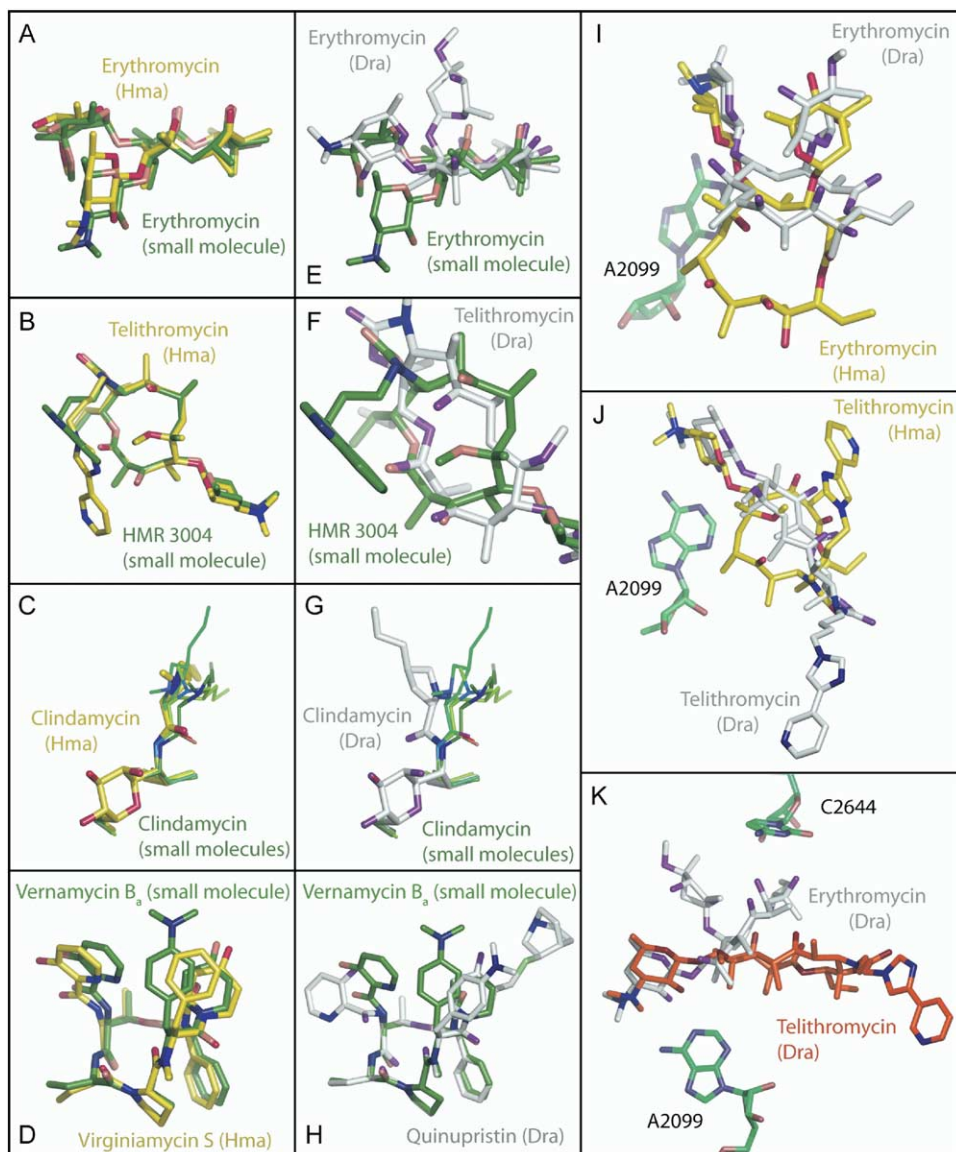 A
Erythromycin
(Hma)
Erythromycin
(small molecule)
E
Erythromycin
(Dra)
Erythromycin
(small molecule)
I
Erythromycin
(Dra)
A2099
Erythromycin
(Hma)
B
Telithromycin
(Hma)
HMR 3004
(small molecule)
F
Telithromycin
(Dra)
HMR 3004
(small molecule)
J
Telithromycin
(Hma)
A2099
Telithromycin
(Dra)
C
Clindamycin
(Hma)
Clindamycin
(small molecules)
G
Clindamycin
(Dra)
Clindamycin
(small molecules)
K
C2644
Erythromycin
(Dra)
Telithromycin
(Dra)
A2099
Vernamycin Ba (small molecule)
D
Virginiamycin S (Hma)
Vernamycin Ba (small molecule)
H
Quinupristin (Dra)